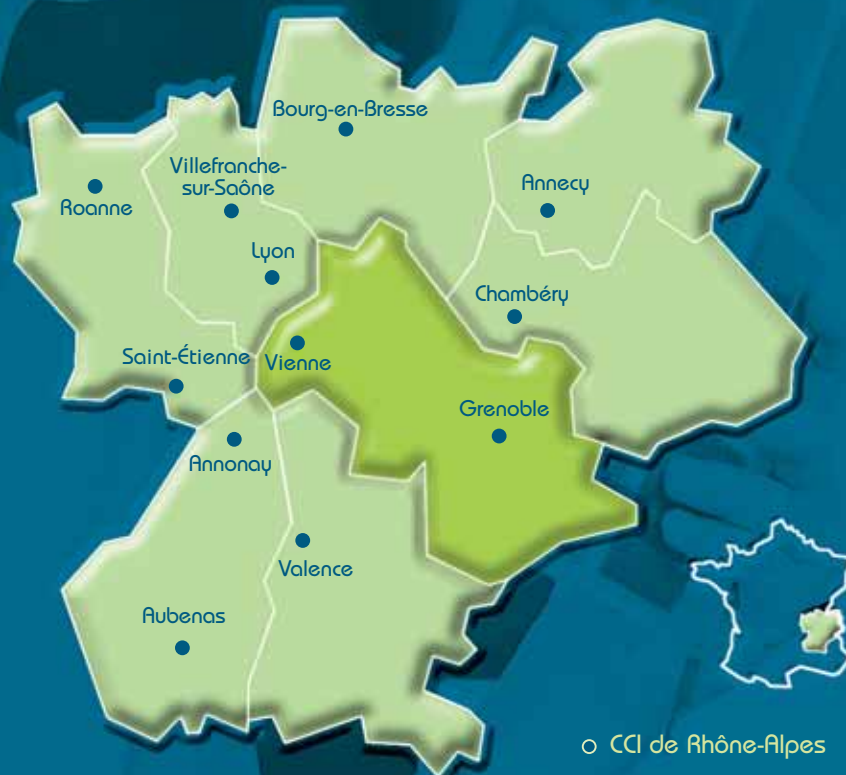 Bourg-en-Bresse
Villefranche-
sur-Saône
Roanne
Annecy
Lyon
Chambéry
Saint-Étienne
Vienne
Grenoble
Annonay
Valence
Aubenas
CCI de Rhône-Alpes